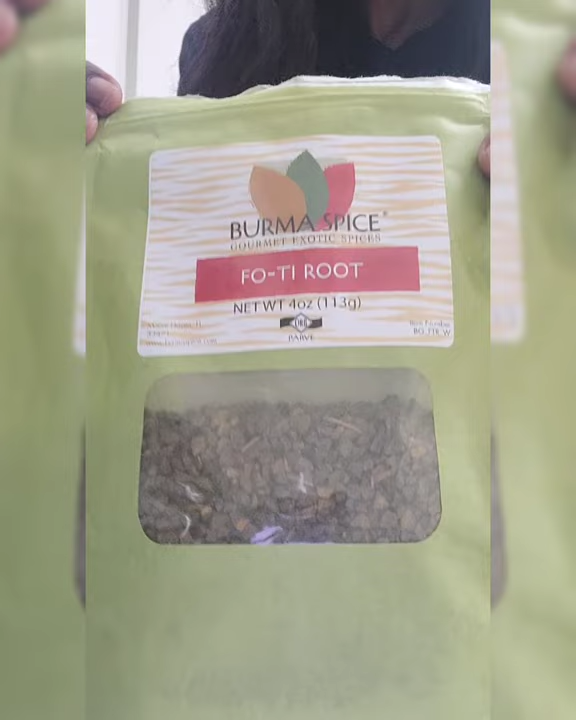 BURMA SPICE®
GOURMET EXOTIC SPICES
FO-TI ROOT
NET WT 4oz (113g)
PARVE